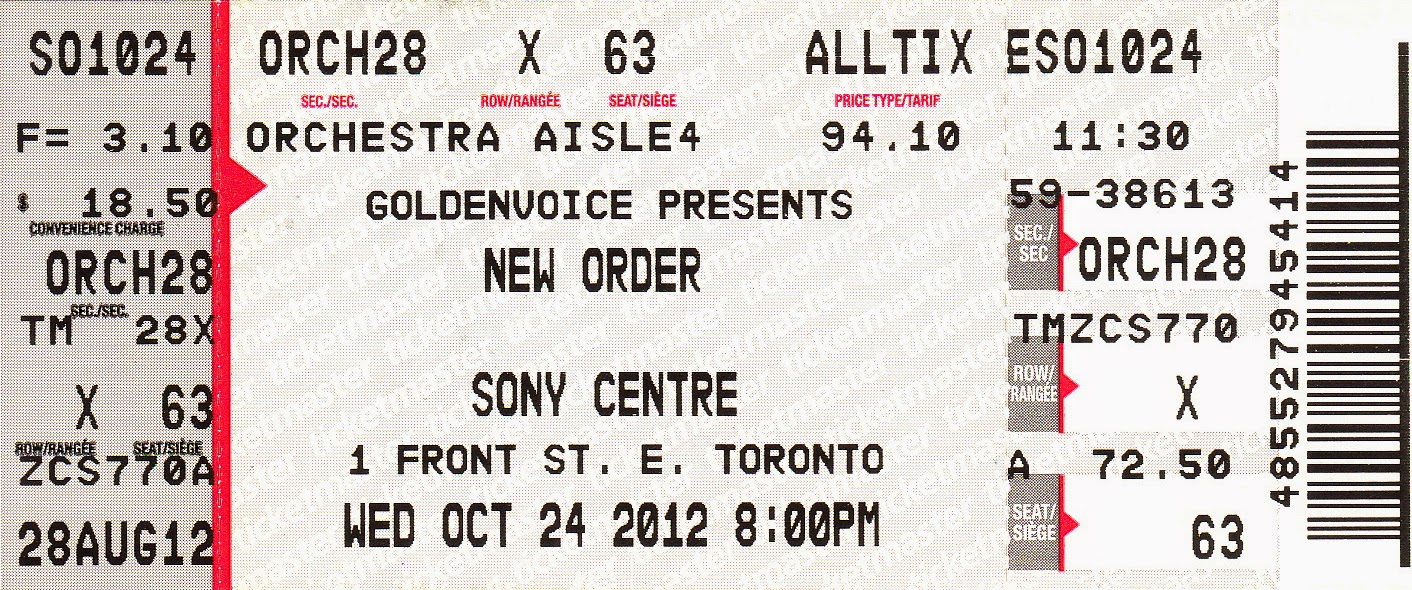 SO1024
F= 3.10
$ 18.50
CONVENIENCE CHARGE
ORCH28
SEC./SEC.
TM 28X
X 63
ROW/RANGÉE SEAT/SIÈGE
ZCS770A
28AUG12
ORCH28 X 63 ALLTIX
SEC./SEC. ROW/RANGÉE SEAT/SIÈGE PRICE TYPE/TARIF
ORCHESTRA AISLE4 94.10
GOLDENVOICE PRESENTS
NEW ORDER
SONY CENTRE
1 FRONT ST. E. TORONTO
WED OCT 24 2012 8:00PM
ESO1024
11:30
59-38613
SEC./
SEC
ORCH28
TMZCS770
ROW/
RANGÉE
X
A 72.50
SEAT/
SIÈGE
63
485527945414
ticketmaster